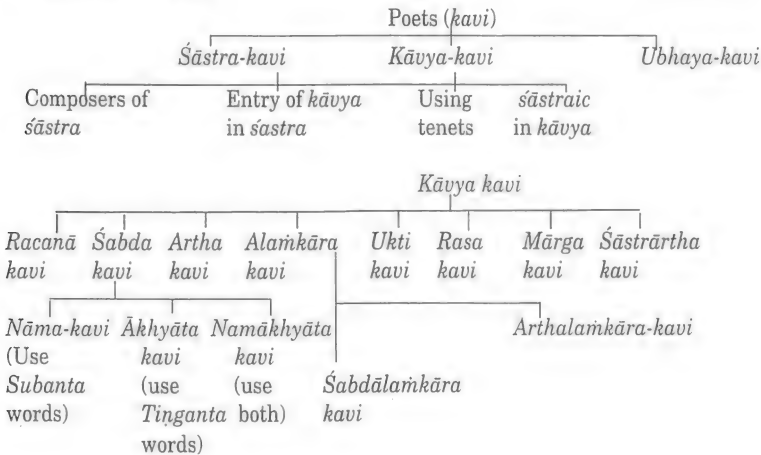 Poets (kavi)
Śāstra-kavi Kāvya-kavi Ubhaya-kavi
Composers of Entry of kāvya Using śāstraic
śāstra in śastra tenets in kāvya
Kāvya kavi
Racanā Śabda Artha Alaṁkāra Ukti Rasa Mārga Śāstrārtha
kavi kavi kavi kavi kavi kavi kavi kavi
Nāma-kavi Ākhyāta Namākhyāta Arthalaṁkāra-kavi
(Use kavi kavi
Subanta (use (use Śabdālaṁkāra
words) Tiṇganta both) kavi
words)